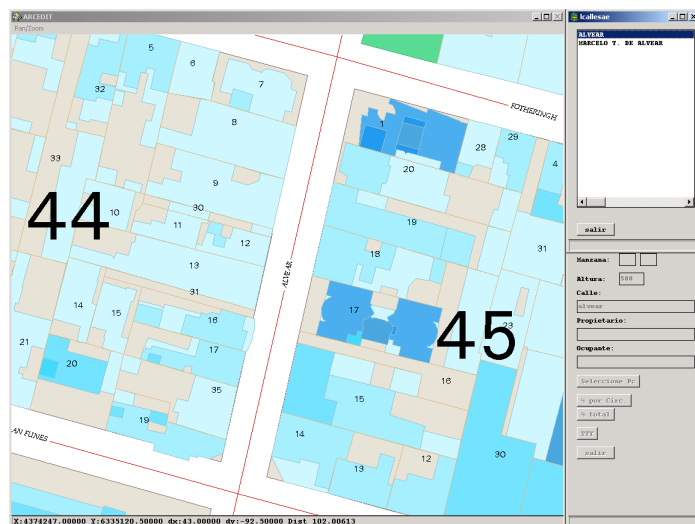 ARCEDIT
lcallesae
Pan/Zoom
ALVEAR
MARCELO T. DE ALVEAR
5
6
7
32
8
FOTHERINGH
1
28
29
4
33
20
9
30
44
10
11
12
19
31
13
18
31
ALVEAR
14
15
16
17
45
23
21
20
17
16
35
15
19
14
AN FUNES
13
12
30
salir
Manzana:
Altura: 500
Calle:
alvear
Propietario:
Ocupante:
Seleccione Pc
% por Circ.
% total
TTY
salir
X:4374247.00000 Y:6335120.50000 dx:43.00000 dy:-92.50000 Dist 102.00613